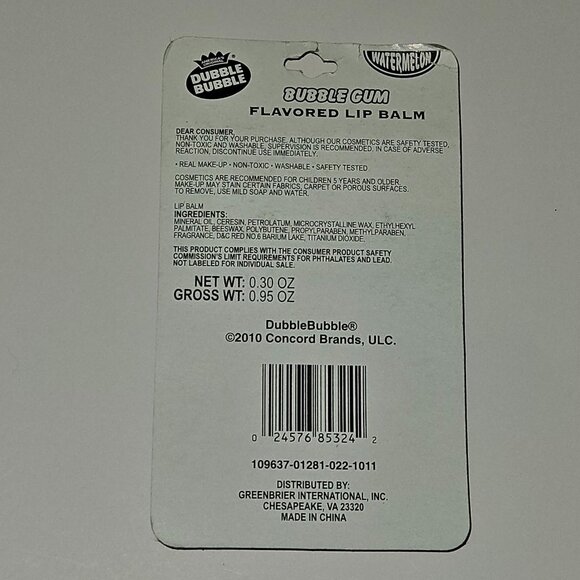 AMERICA'S ORIGINAL
DUBBLE
BUBBLE
WATERMELON
BUBBLE GUM
FLAVORED LIP BALM
DEAR CONSUMER,
THANK YOU FOR YOUR PURCHASE. ALTHOUGH OUR COSMETICS ARE SAFETY TESTED,
NON-TOXIC AND WASHABLE, SUPERVISION IS RECOMMENDED. IN CASE OF ADVERSE
REACTION, DISCONTINUE USE IMMEDIATELY.
• REAL MAKE-UP • NON-TOXIC • WASHABLE • SAFETY TESTED
COSMETICS ARE RECOMMENDED FOR CHILDREN 5 YEARS AND OLDER.
MAKE-UP MAY STAIN CERTAIN FABRICS, CARPET OR POROUS SURFACES.
TO REMOVE, USE MILD SOAP AND WATER.
LIP BALM
INGREDIENTS:
MINERAL OIL, CERESIN, PETROLATUM, MICROCRYSTALLINE WAX, ETHYLHEXYL
PALMITATE, BEESWAX, POLYBUTENE, PROPYLPARABEN, METHYLPARABEN,
FRAGRANCE, D&C RED NO.6 BARIUM LAKE, TITANIUM DIOXIDE.
THIS PRODUCT COMPLIES WITH THE CONSUMER PRODUCT SAFETY
COMMISSION'S LIMIT REQUIREMENTS FOR PHTHALATES AND LEAD.
NOT LABELED FOR INDIVIDUAL SALE.
NET WT: 0.30 OZ
GROSS WT: 0.95 OZ
DubbleBubble®
©2010 Concord Brands, ULC.
0 24576 85324 2
109637-01281-022-1011
DISTRIBUTED BY:
GREENBRIER INTERNATIONAL, INC.
CHESAPEAKE, VA 23320
MADE IN CHINA